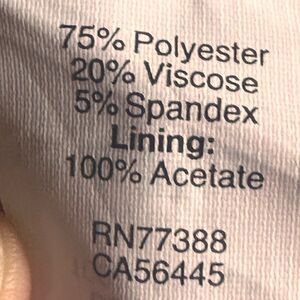 75% Polyester
20% Viscose
5% Spandex
Lining:
100% Acetate
RN77388
CA56445